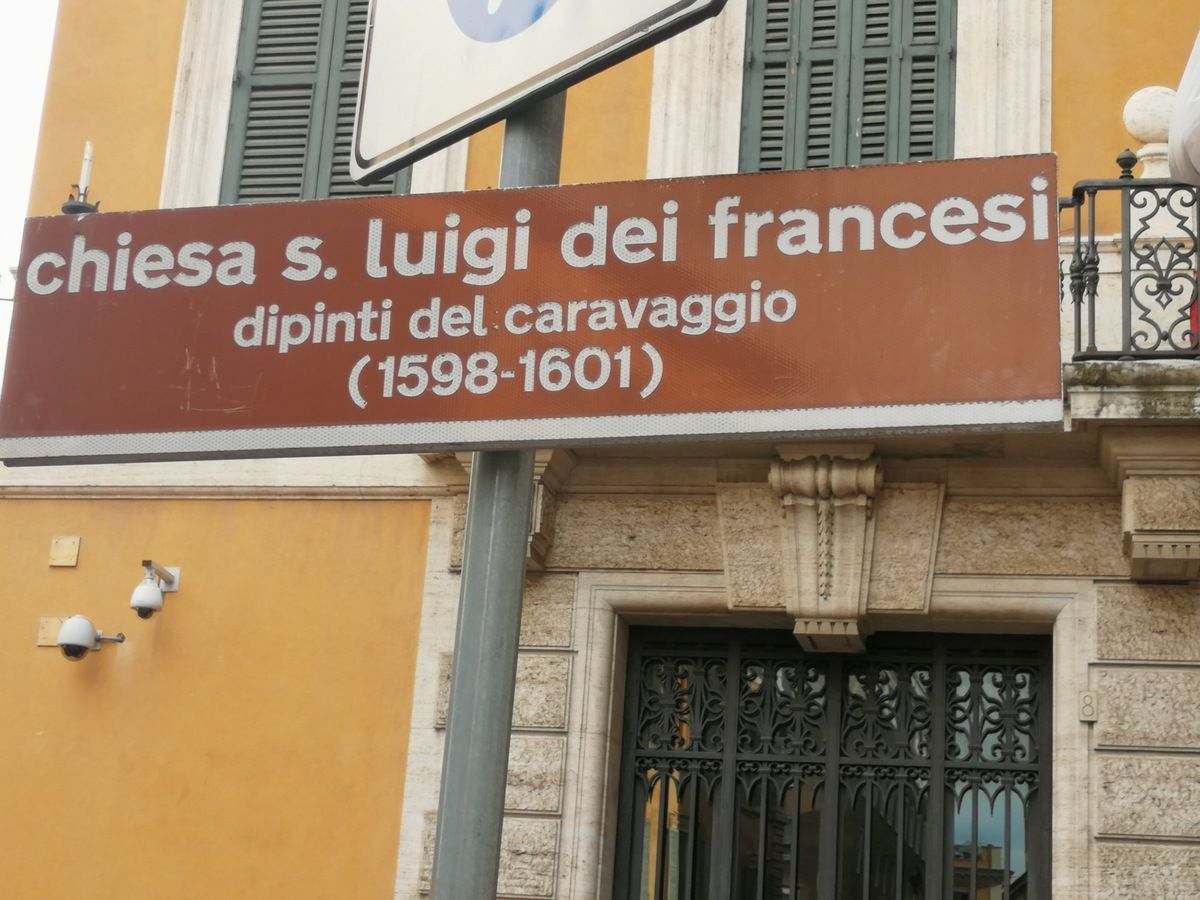 chiesa s. luigi dei francesi
dipinti del caravaggio
(1598-1601)
8